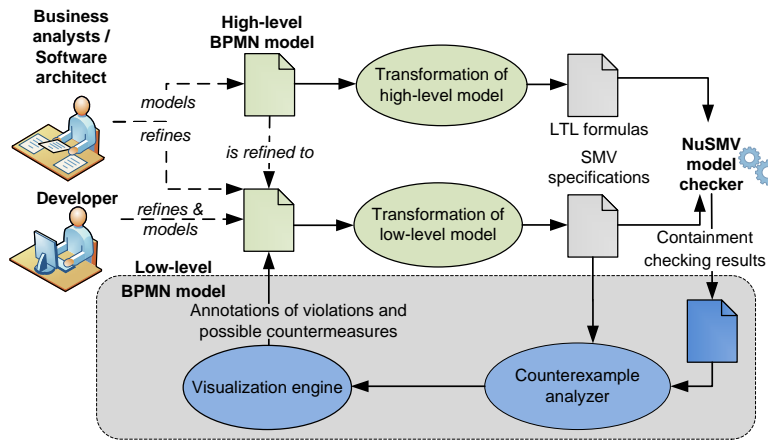 Business
analysts /
Software
architect
High-level
BPMN model
models
refines
Transformation of
high-level model
LTL formulas
is refined to
SMV
specifications
NuSMV
model
checker
Developer
refines &
models
Transformation of
low-level model
Containment
checking results
Low-level
BPMN model
Annotations of violations and
possible countermeasures
Visualization engine
Counterexample
analyzer